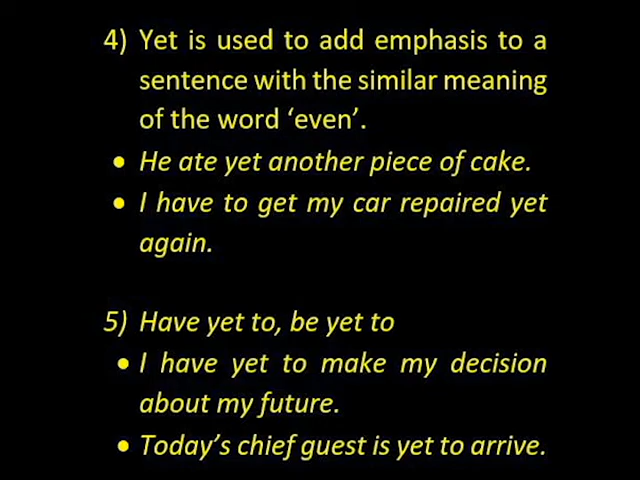 4) Yet is used to add emphasis to a
sentence with the similar meaning
of the word ‘even’.
• He ate yet another piece of cake.
• I have to get my car repaired yet
again.
5) Have yet to, be yet to
• I have yet to make my decision
about my future.
• Today’s chief guest is yet to arrive.